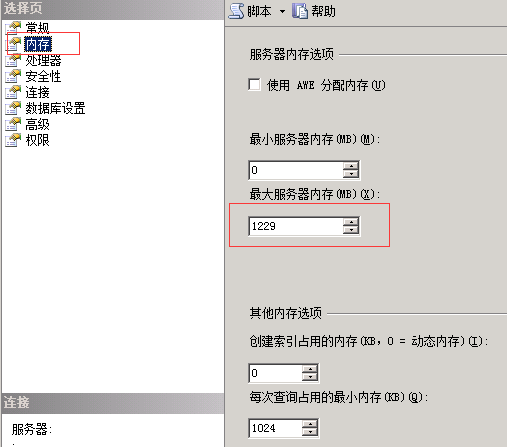 选择页
常规
内存
处理器
安全性
连接
数据库设置
高级
权限
连接
服务器:
脚本 帮助
服务器内存选项
使用 AWE 分配内存(U)
最小服务器内存(MB)(M):
0
最大服务器内存(MB)(X):
1229
其他内存选项
创建索引占用的内存(KB，0 = 动态内存)(I):
0
每次查询占用的最小内存(KB)(Q):
1024